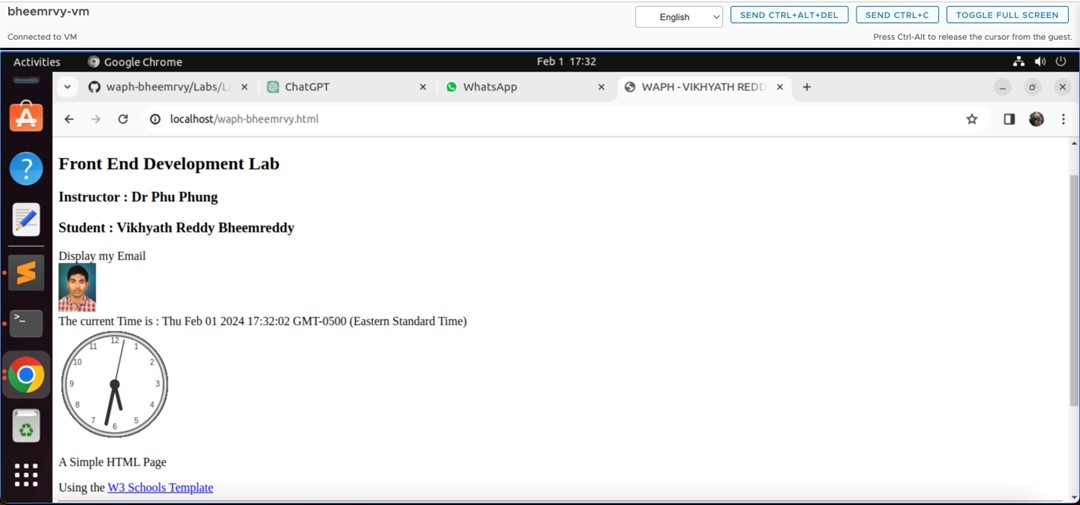 bheemrvy-vm
English
SEND CTRL+ALT+DEL
SEND CTRL+C
TOGGLE FULL SCREEN
Connected to VM
Press Ctrl-Alt to release the cursor from the guest.
Activities
Google Chrome
Feb 1 17:32
waph-bheemrvy/Labs/L
ChatGPT
WhatsApp
WAPH - VIKHYATH REDD
localhost/waph-bheemrvy.html
Front End Development Lab
Instructor : Dr Phu Phung
Student : Vikhyath Reddy Bheemreddy
Display my Email
The current Time is : Thu Feb 01 2024 17:32:02 GMT-0500 (Eastern Standard Time)
12
11 1
10 2
9 3
8 4
7 5
6
A Simple HTML Page
Using the W3 Schools Template